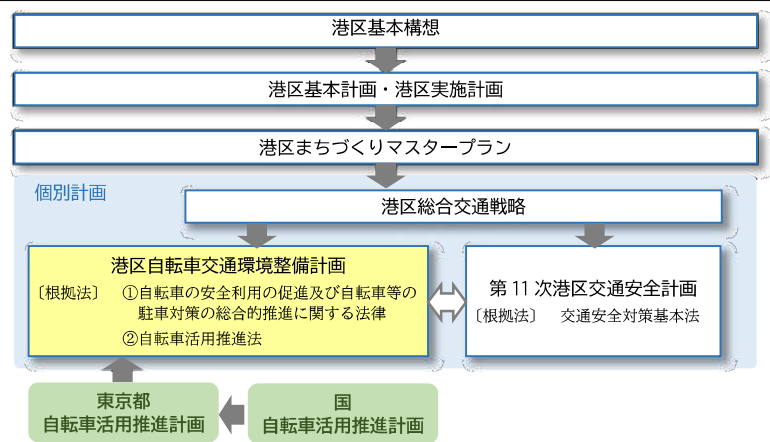 港区基本構想
港区基本計画・港区実施計画
港区まちづくりマスタープラン
個別計画
港区総合交通戦略
港区自転車交通環境整備計画
〔根拠法〕 ①自転車の安全利用の促進及び自転車等の
駐車対策の総合的推進に関する法律
②自転車活用推進法
第11次港区交通安全計画
〔根拠法〕 交通安全対策基本法
東京都
自転車活用推進計画
国
自転車活用推進計画